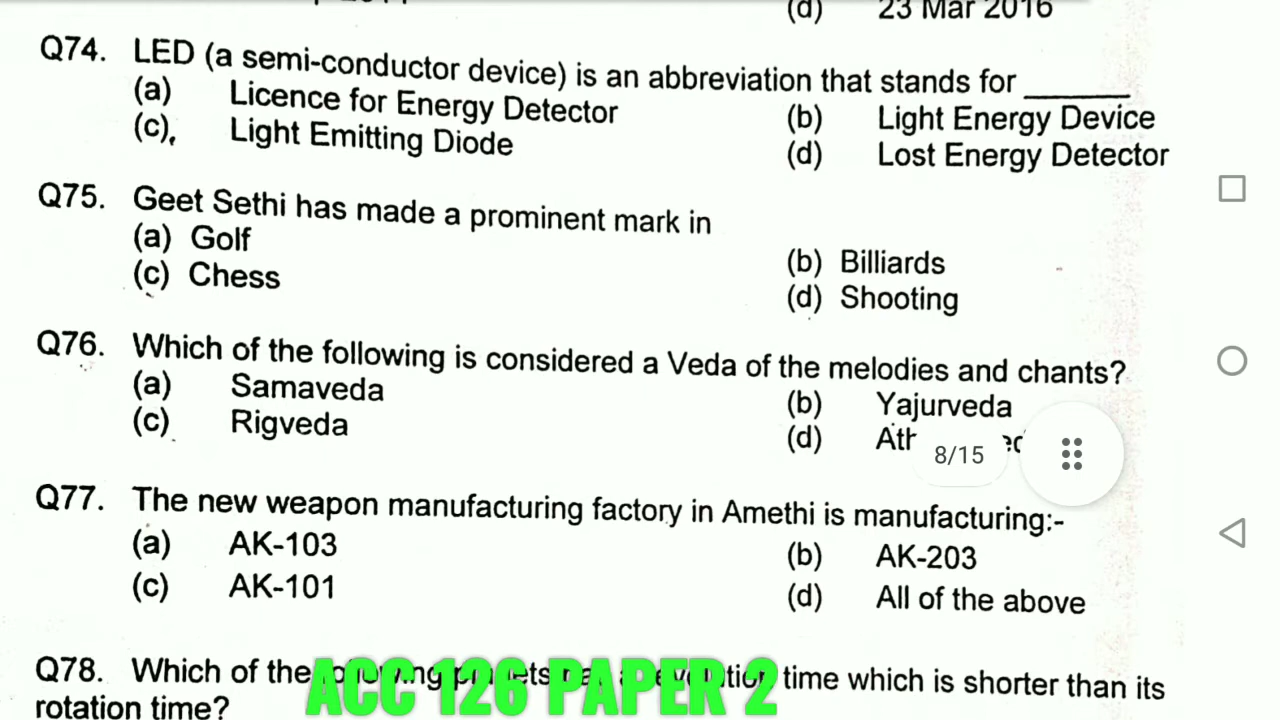 (d) 23 Mar 2016
Q74. LED (a semi-conductor device) is an abbreviation that stands for ______
(a) Licence for Energy Detector
(b) Light Energy Device
(c) Light Emitting Diode
(d) Lost Energy Detector
Q75. Geet Sethi has made a prominent mark in
(a) Golf
(b) Billiards
(c) Chess
(d) Shooting
Q76. Which of the following is considered a Veda of the melodies and chants?
(a) Samaveda
(b) Yajurveda
(c) Rigveda
(d)
8/15
Q77. The new weapon manufacturing factory in Amethi is manufacturing:-
(a) AK-103
(b) AK-203
(c) AK-101
(d) All of the above
Q78. Which of the time which is shorter than its
rotation time?
ACC 126 PAPER 2